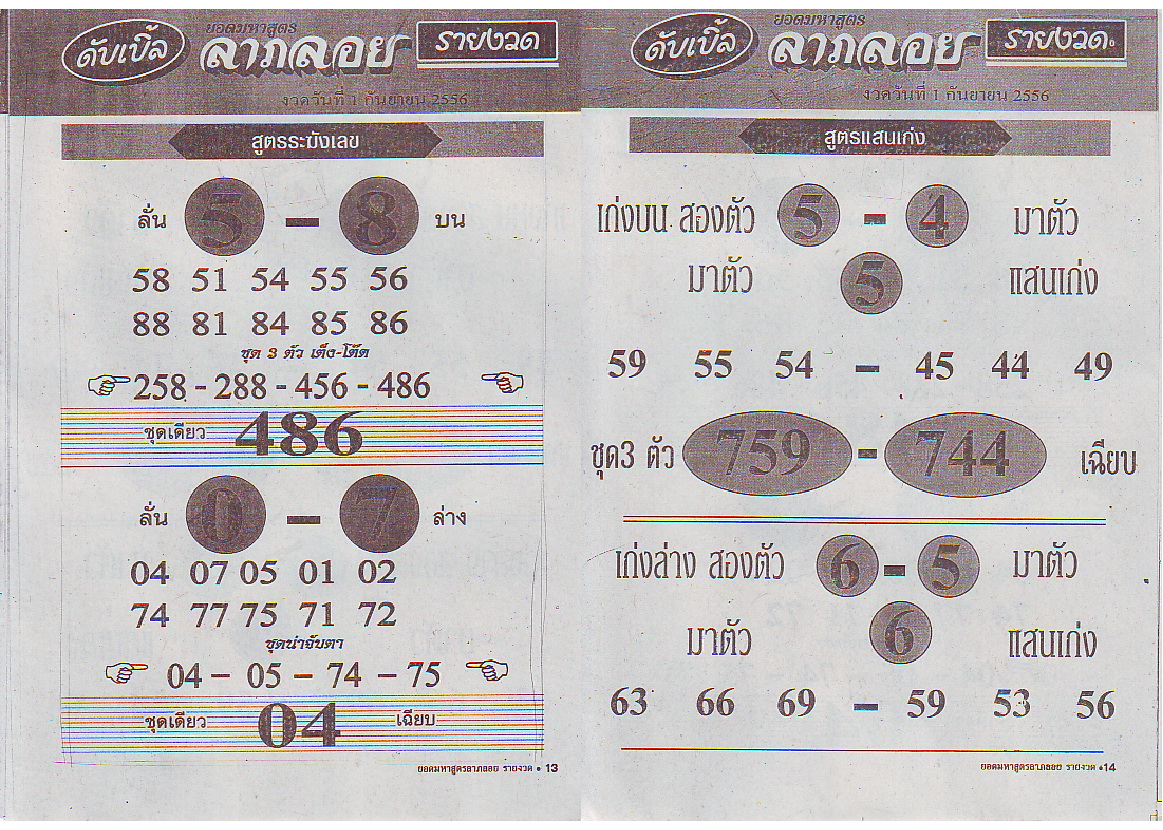 ดับเบิ้ล
ยอดมหาสูตร
ลาภลอย
รายงวด
งวดวันที่ 1 กันยายน 2556
สูตรระฆังเลข
ลั่น 5 - 8 บน
58 51 54 55 56
88 81 84 85 86
ชุด 3 ตัว เต็ง-โต๊ด
258 - 288 - 456 - 486
ชุดเดียว 486
ลั่น 0 - 7 ล่าง
04 07 05 01 02
74 77 75 71 72
ชุดน่าจับตา
04 - 05 - 74 - 75
ชุดเดียว 04 เฉียบ
ยอดมหาสูตรลาภลอย รายงวด • 13
ดับเบิ้ล
ยอดมหาสูตร
ลาภลอย
รายงวด
งวดวันที่ 1 กันยายน 2556
สูตรแสนเก่ง
เก่งบน สองตัว 5 - 4 มาตัว
มาตัว 5 แสนเก่ง
59 55 54 - 45 44 49
ชุด3 ตัว 759 - 744 เฉียบ
เก่งล่าง สองตัว 6 - 5 มาตัว
มาตัว 6 แสนเก่ง
63 66 69 - 59 53 56
ยอดมหาสูตรลาภลอย รายงวด •14